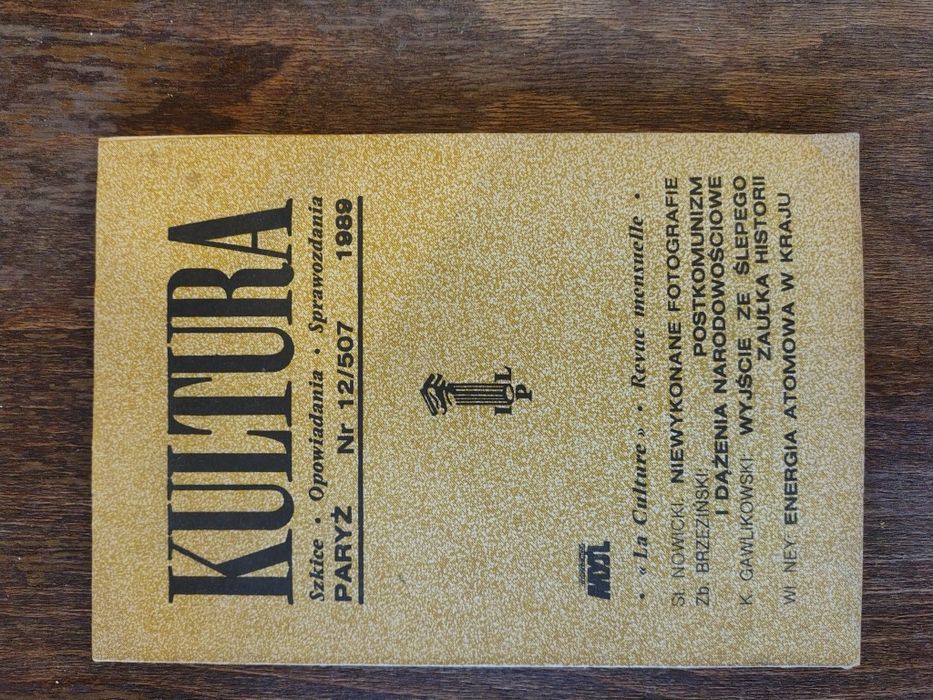 KULTURA
Szkice • Opowiadania • Sprawozdania
PARYŻ Nr 12/507 1989
I L
P
• « La Culture » • Revue mensuelle •
St. NOWICKI: NIEWYKONANE FOTOGRAFIE
Zb BRZEZIŃSKI: POSTKOMUNIZM
I DĄŻENIA NARODOWOŚCIOWE
K. GAWLIKOWSKI: WYJŚCIE ZE ŚLEPEGO
ZAUŁKA HISTORII
Wł NEY ENERGIA ATOMOWA W KRAJU